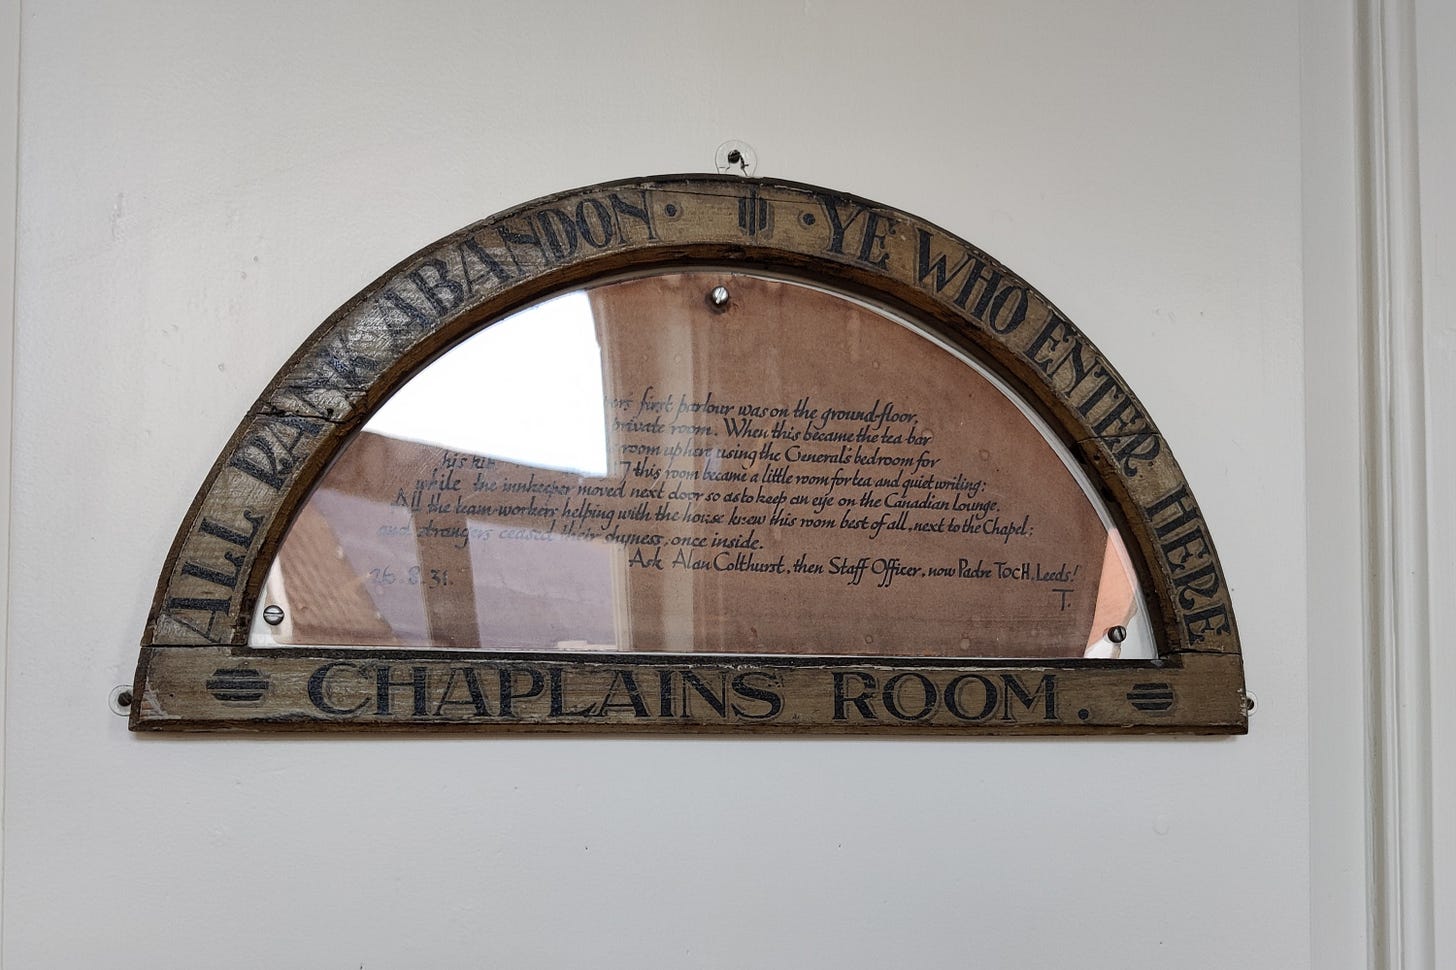 ALL RANK ABANDON · · YE WHO ENTER HERE
first parlour was on the ground-floor,
private room. When this became the tea-bar
room up here using the General's bedroom for
his 7 this room became a little room for tea and quiet writing:
while the innkeeper moved next door so as to keep an eye on the Canadian Lounge.
All the team-workers helping with the house knew this room best of all, next to the Chapel:
and strangers ceased their shyness, once inside.
Ask Alan Colthurst, then Staff Officer, now Padre TOC H. Leeds!
26.8.31. T.
CHAPLAINS ROOM.